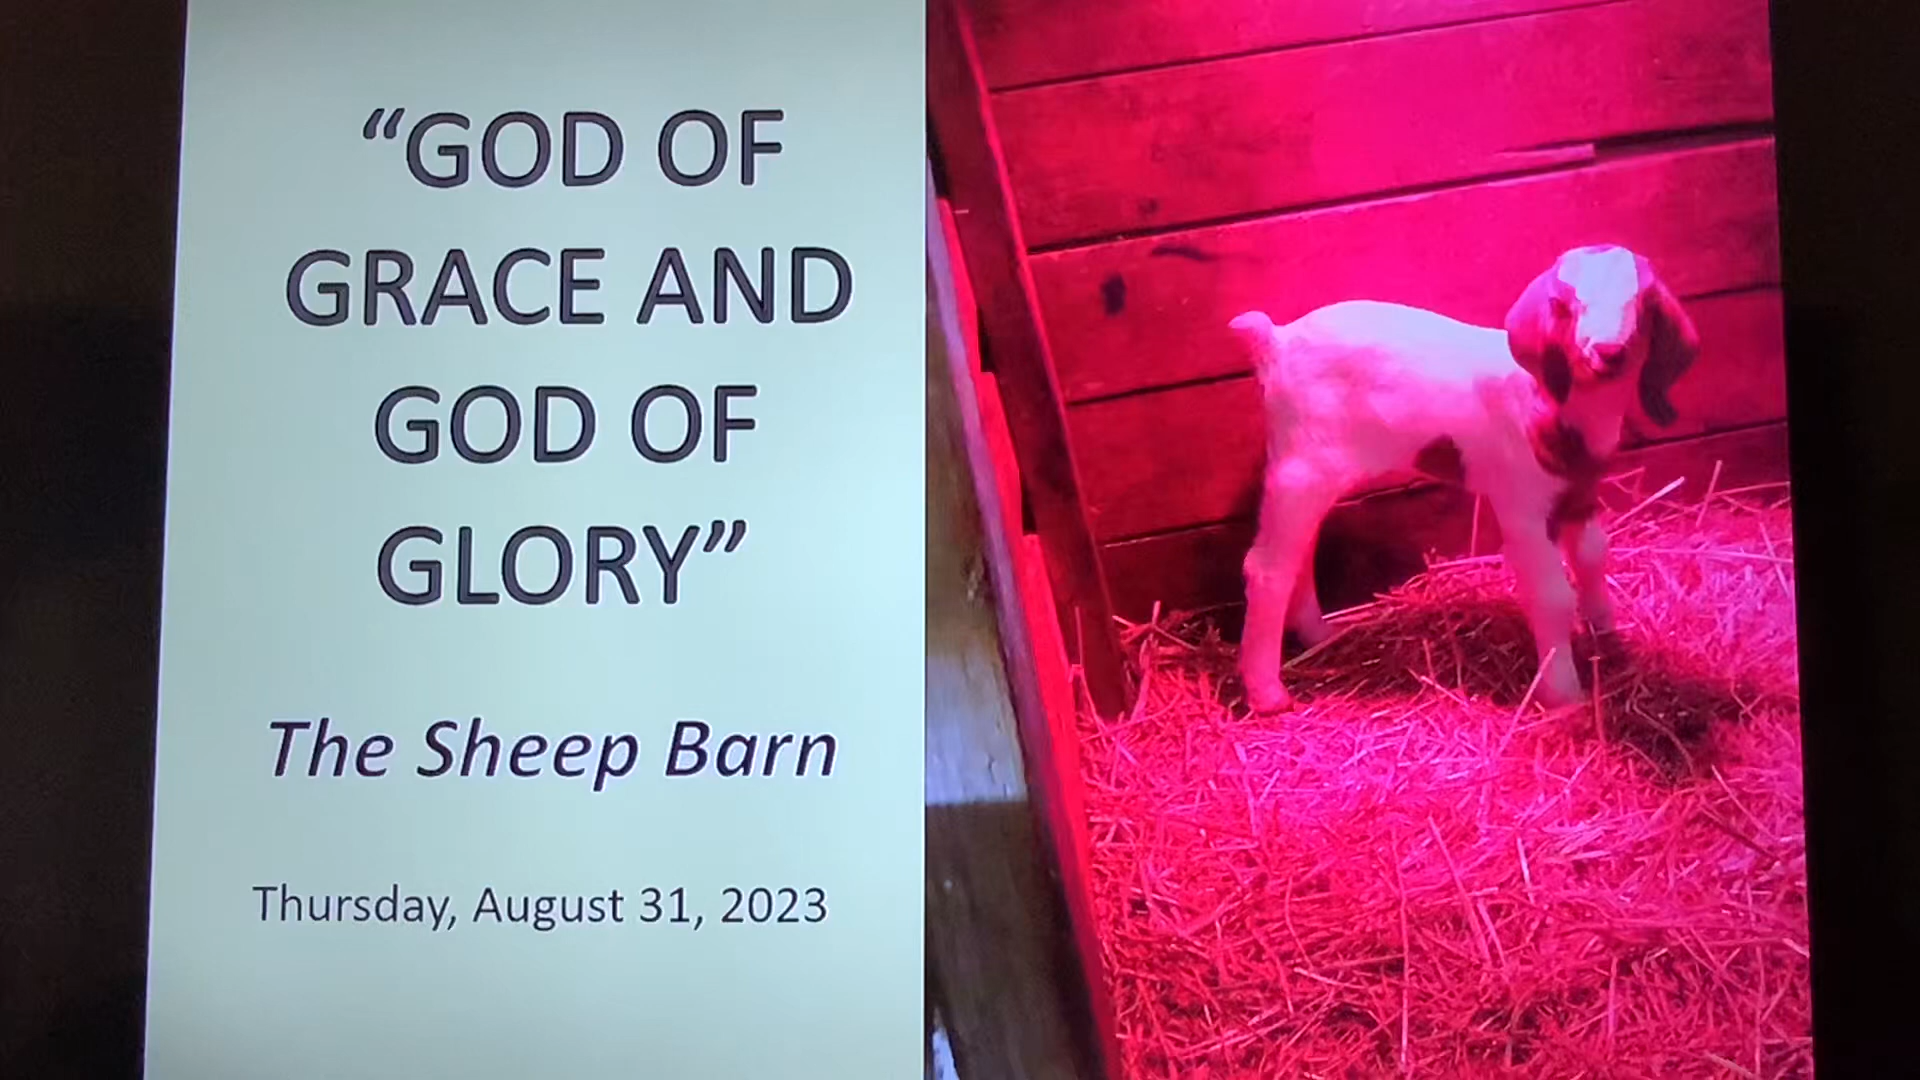 “GOD OF
GRACE AND
GOD OF
GLORY”
The Sheep Barn
Thursday, August 31, 2023